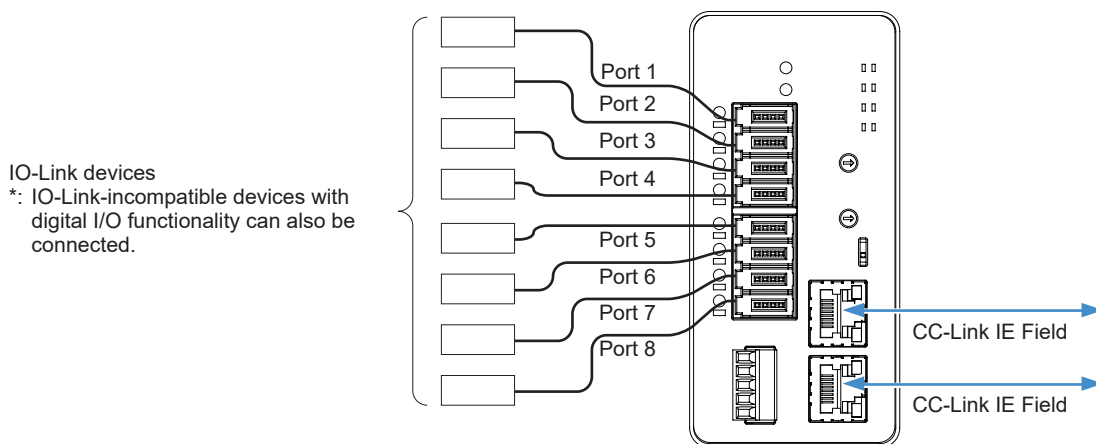 IO-Link devices
*: IO-Link-incompatible devices with
digital I/O functionality can also be
connected.
Port 1
Port 2
Port 3
Port 4
Port 5
Port 6
Port 7
Port 8
CC-Link IE Field
CC-Link IE Field